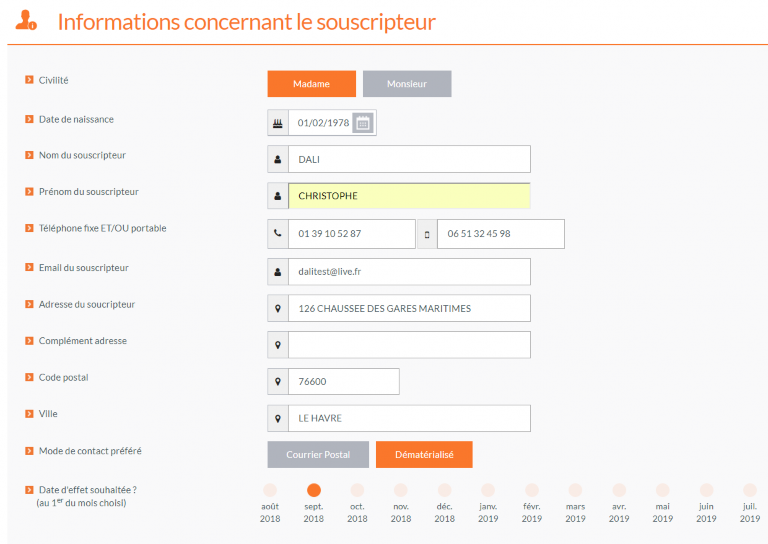 Informations concernant le souscripteur
Civilité
Madame Monsieur
Date de naissance
01/02/1978
Nom du souscripteur
DALI
Prénom du souscripteur
CHRISTOPHE
Téléphone fixe ET/OU portable
01 39 10 52 87 06 51 32 45 98
Email du souscripteur
dalitest@live.fr
Adresse du soucripteur
126 CHAUSSEE DES GARES MARITIMES
Complément adresse
Code postal
76600
Ville
LE HAVRE
Mode de contact préféré
Courrier Postal Dématérialisé
Date d'effet souhaitée ?
(au 1er du mois choisi)
août sept. oct. nov. déc. janv. févr. mars avr. mai juin juil.
2018 2018 2018 2018 2018 2019 2019 2019 2019 2019 2019 2019